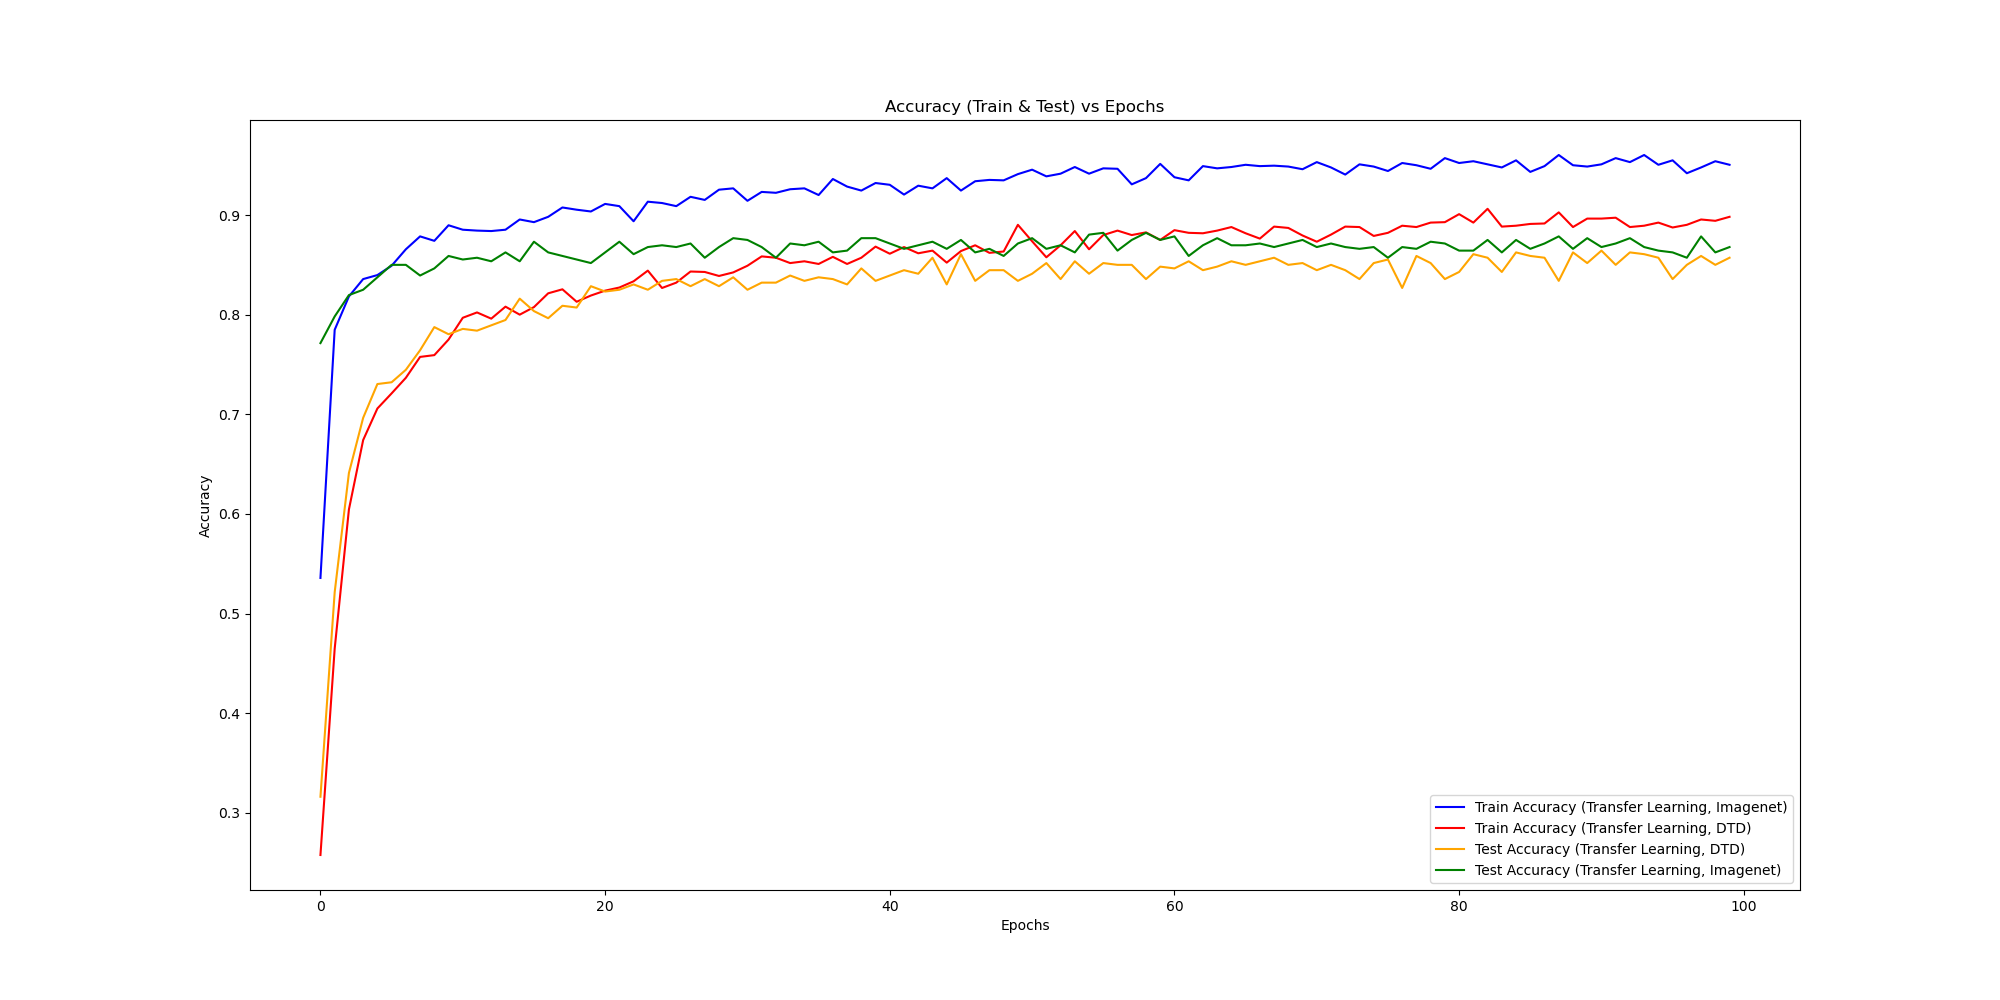 Accuracy (Train & Test) vs Epochs
Accuracy
0.9
0.8
0.7
0.6
0.5
0.4
0.3
0 20 40 60 80 100
Epochs
Train Accuracy (Transfer Learning, Imagenet)
Train Accuracy (Transfer Learning, DTD)
Test Accuracy (Transfer Learning, DTD)
Test Accuracy (Transfer Learning, Imagenet)